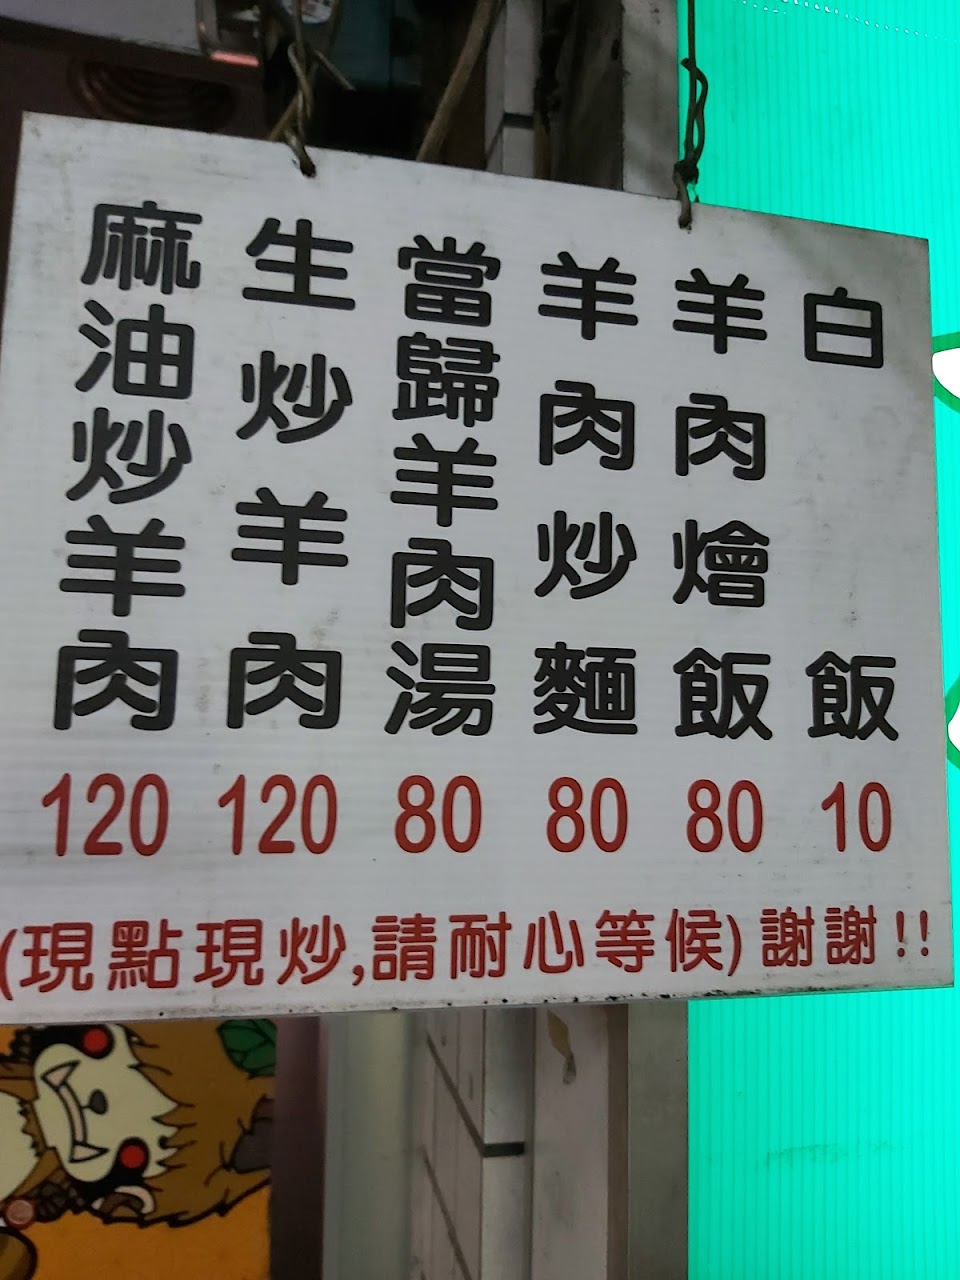 白飯 10
羊肉燴飯 80
羊肉炒麵 80
當歸羊肉湯 80
生炒羊肉 120
麻油炒羊肉 120
(現點現炒,請耐心等候) 謝謝!!